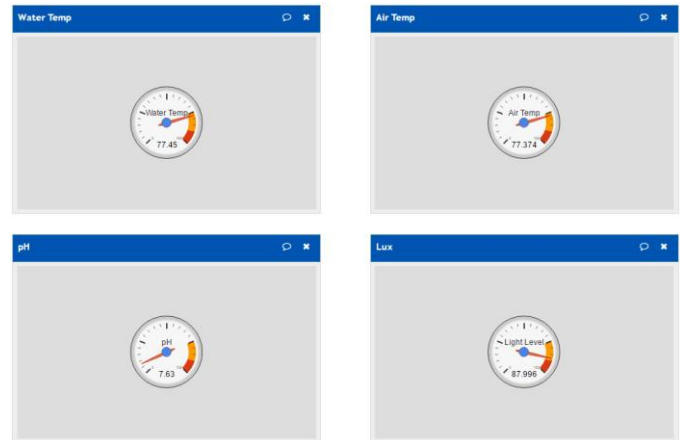 Water Temp
Air Temp
Water Temp
77.45
Air Temp
77.374
pH
Lux
pH
7.63
Light Level
87.996